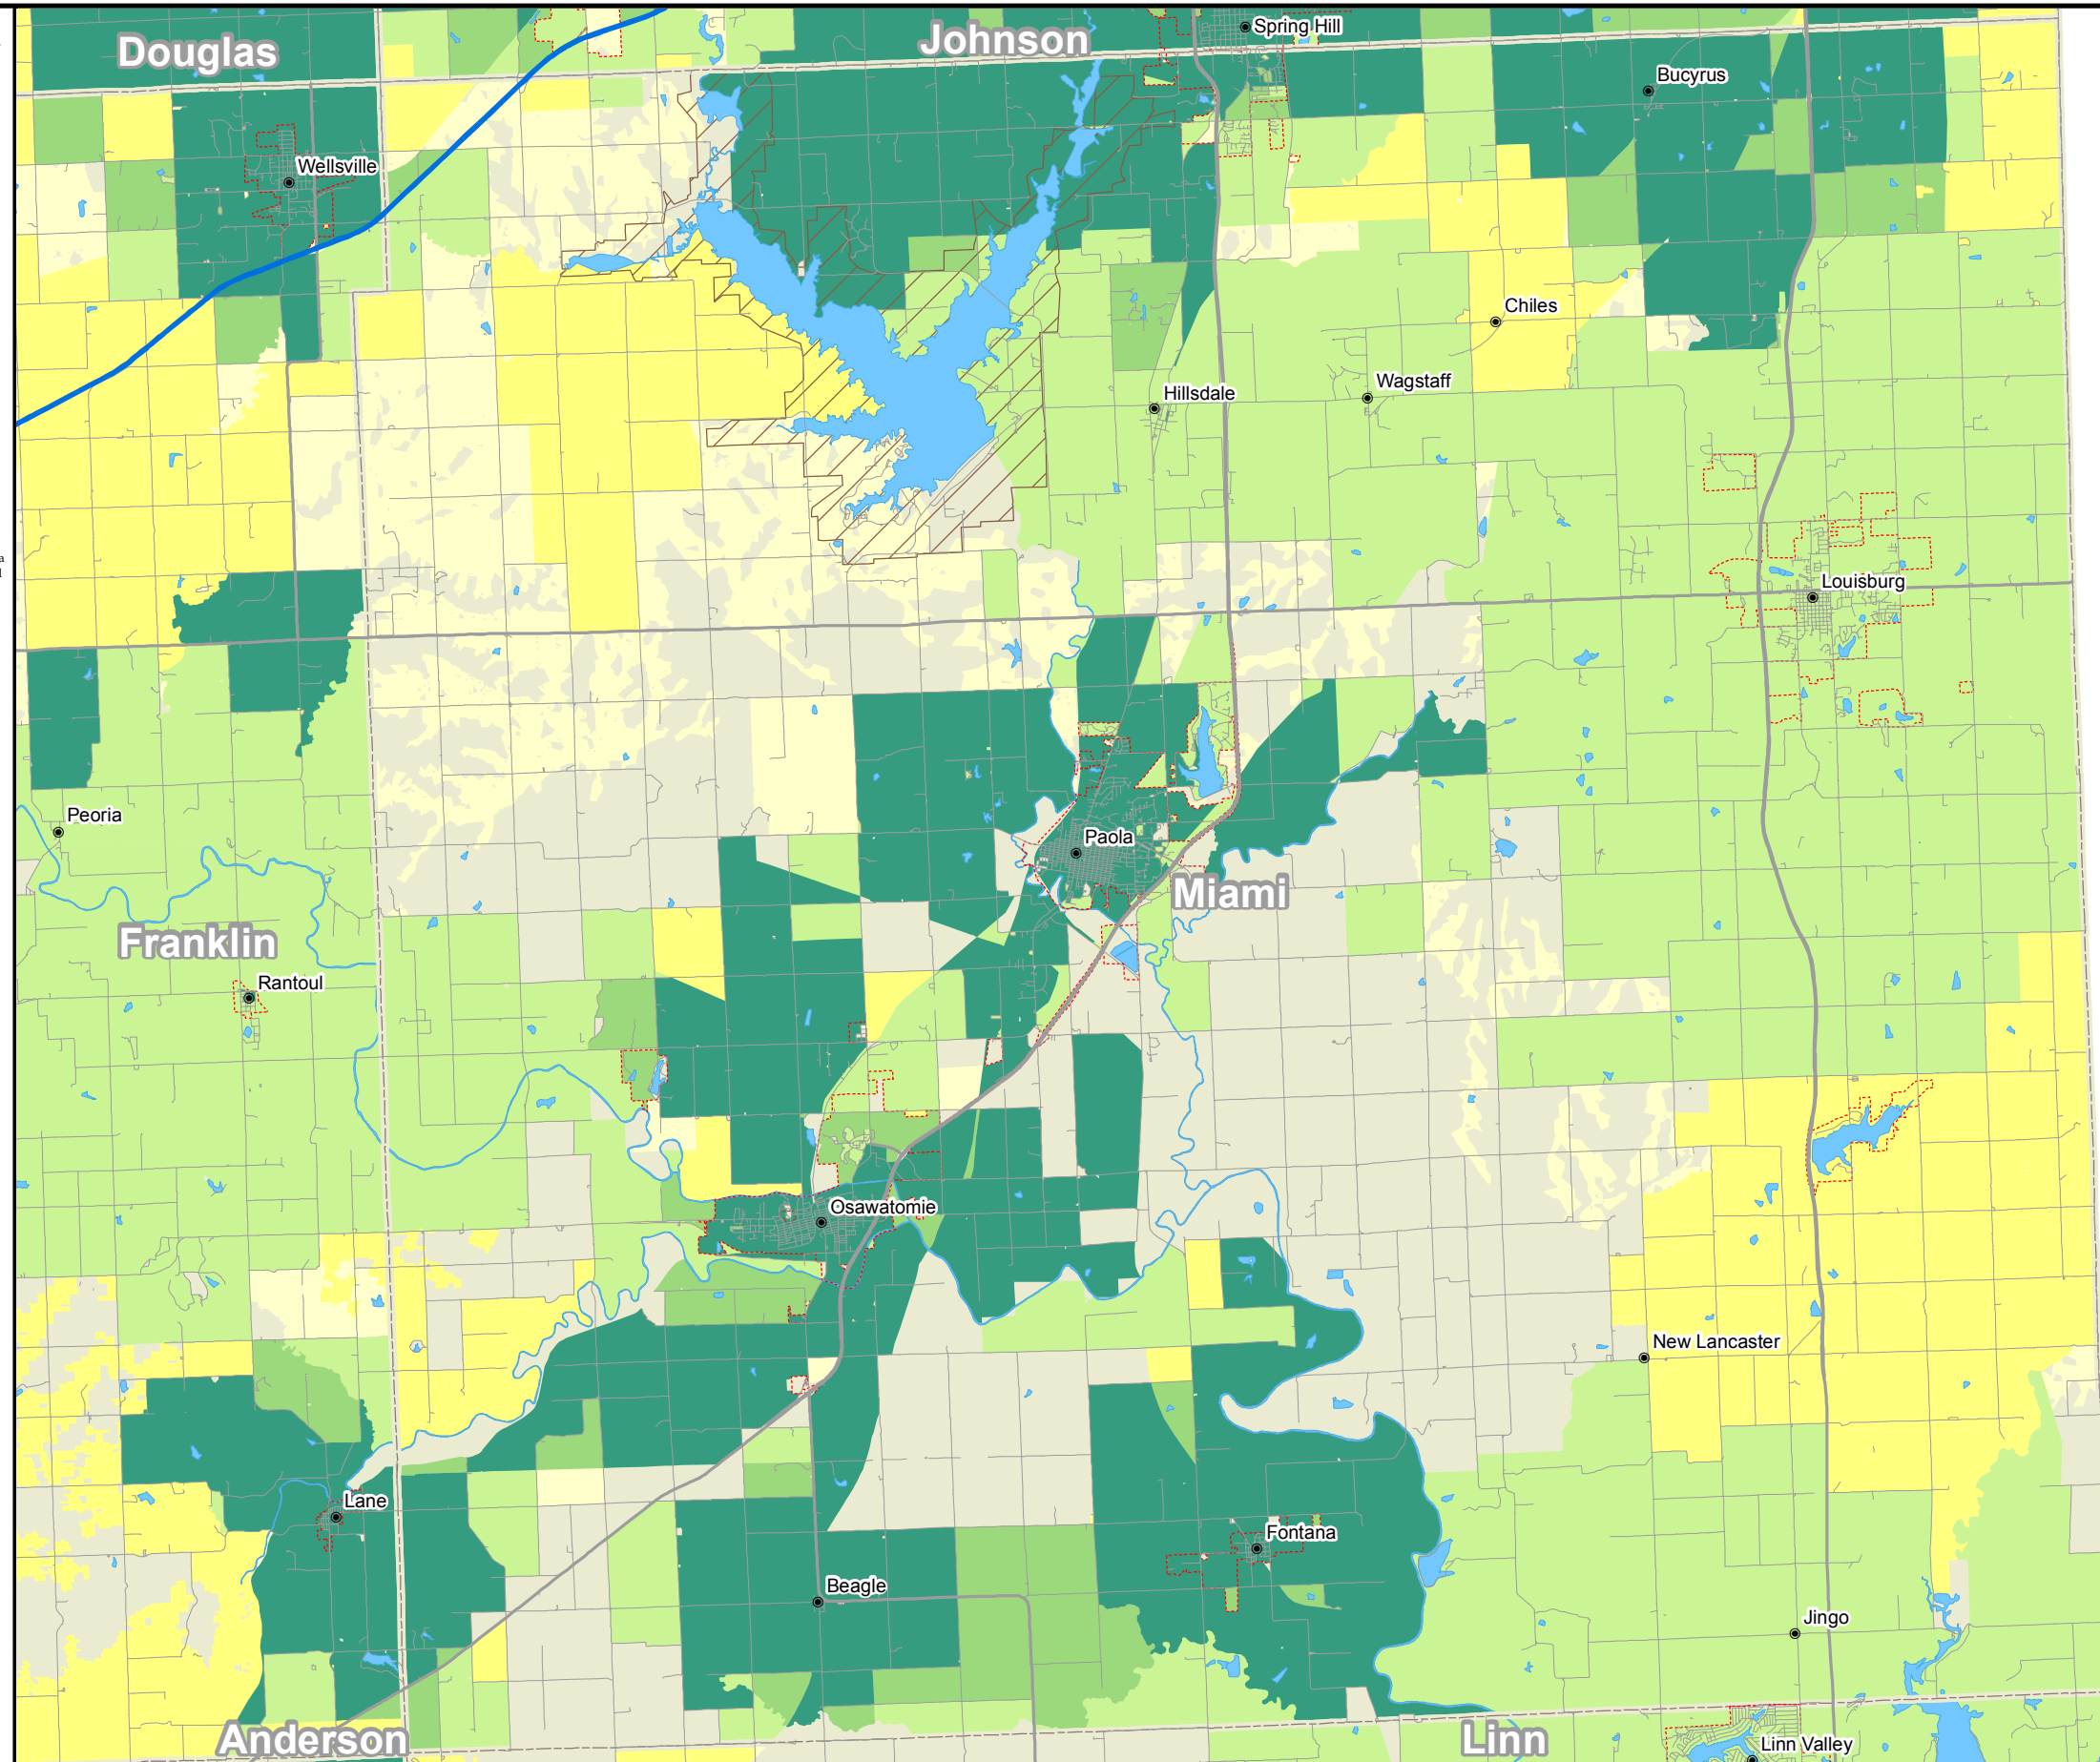 Douglas
Johnson
Spring Hill
Bucyrus
Wellsville
Chiles
Wagstaff
Hillsdale
a
Louisburg
Peoria
Paola
Miami
Franklin
Rantoul
Osawatomie
New Lancaster
Lane
Fontana
Beagle
Jingo
Anderson
Linn
Linn Valley